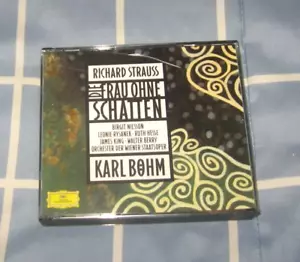 RICHARD STRAUSS
DIE FRAU OHNE
SCHATTEN
BIRGIT NILSSON
LEONIE RYSANEK · RUTH HESSE
JAMES KING · WALTER BERRY
ORCHESTER DER WIENER STAATSOPER
KARL BÖHM